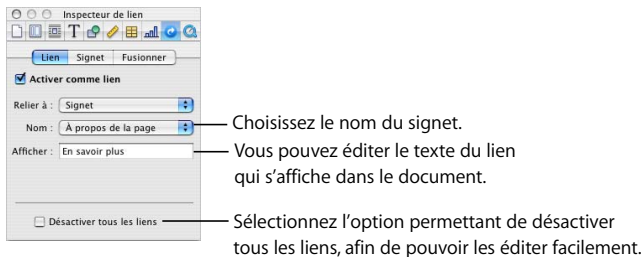 Inspecteur de lien
T
Lien Signet Fusionner
Activer comme lien
Relier à : Signet
Nom : À propos de la page
Choisissez le nom du signet.
Afficher : En savoir plus
Vous pouvez éditer le texte du lien
qui s’affiche dans le document.
Désactiver tous les liens
Sélectionnez l’option permettant de désactiver
tous les liens, afin de pouvoir les éditer facilement.